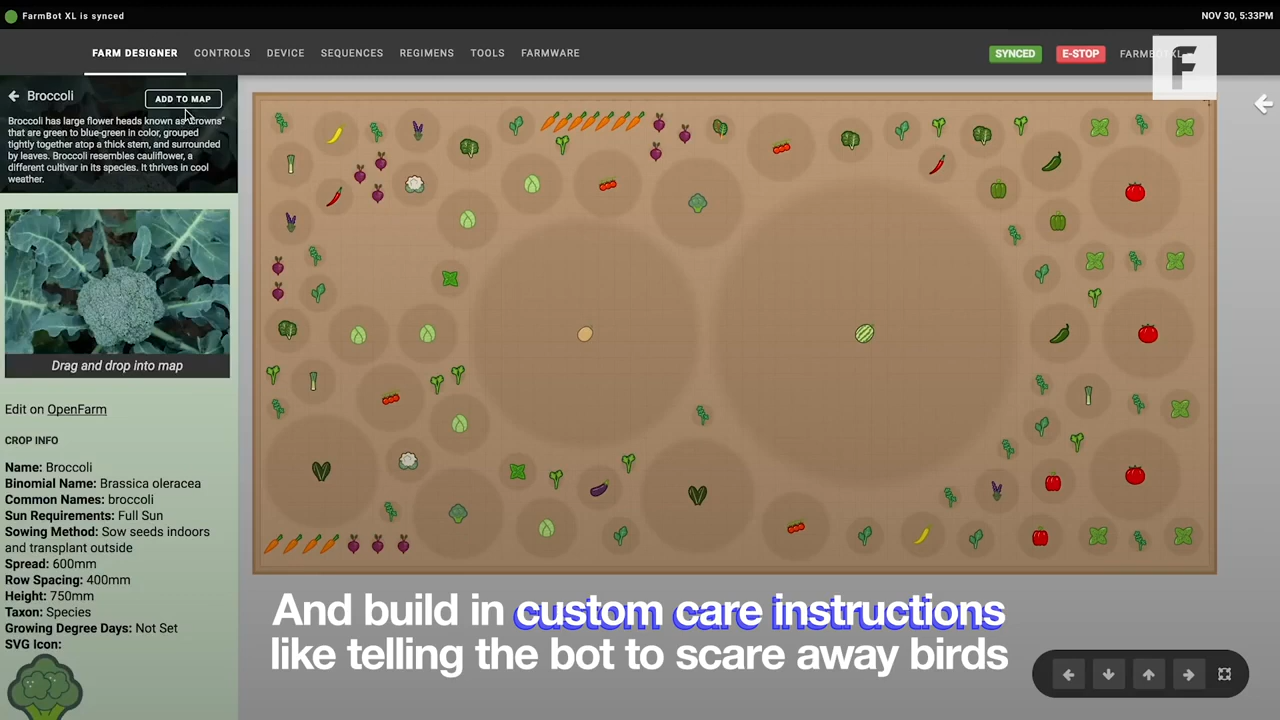 FarmBot XL is synced
NOV 30, 5:33PM
FARM DESIGNER
CONTROLS
DEVICE
SEQUENCES
REGIMENS
TOOLS
FARMWARE
SYNCED
E-STOP
FARMBOT XL
F
Broccoli
ADD TO MAP
Broccoli has large flower heads known as "crowns"
that are green to blue-green in color, grouped
tightly together atop a thick stem, and surrounded
by leaves. Broccoli resembles cauliflower, a
different cultivar in its species. It thrives in cool
weather.
Drag and drop into map
Edit on OpenFarm
CROP INFO
Name: Broccoli
Binomial Name: Brassica oleracea
Common Names: broccoli
Sun Requirements: Full Sun
Sowing Method: Sow seeds indoors
and transplant outside
Spread: 600mm
Row Spacing: 400mm
Height: 750mm
Taxon: Species
Growing Degree Days: Not Set
SVG Icon:
And build in custom care instructions
like telling the bot to scare away birds